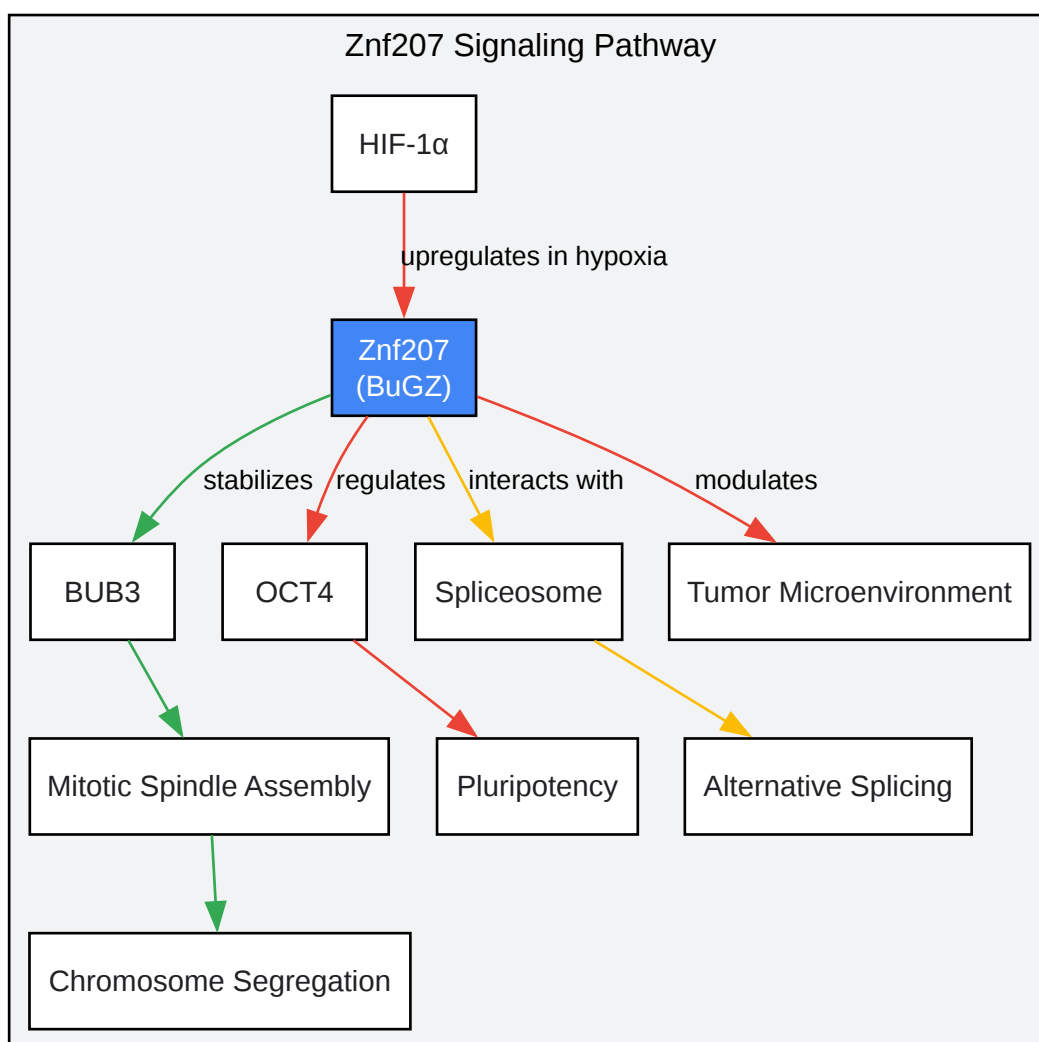 Znf207 Signaling Pathway
HIF-1α
upregulates in hypoxia
Znf207
(BuGZ)
stabilizes
regulates
interacts with
modulates
BUB3
OCT4
Spliceosome
Tumor Microenvironment
Mitotic Spindle Assembly
Pluripotency
Alternative Splicing
Chromosome Segregation